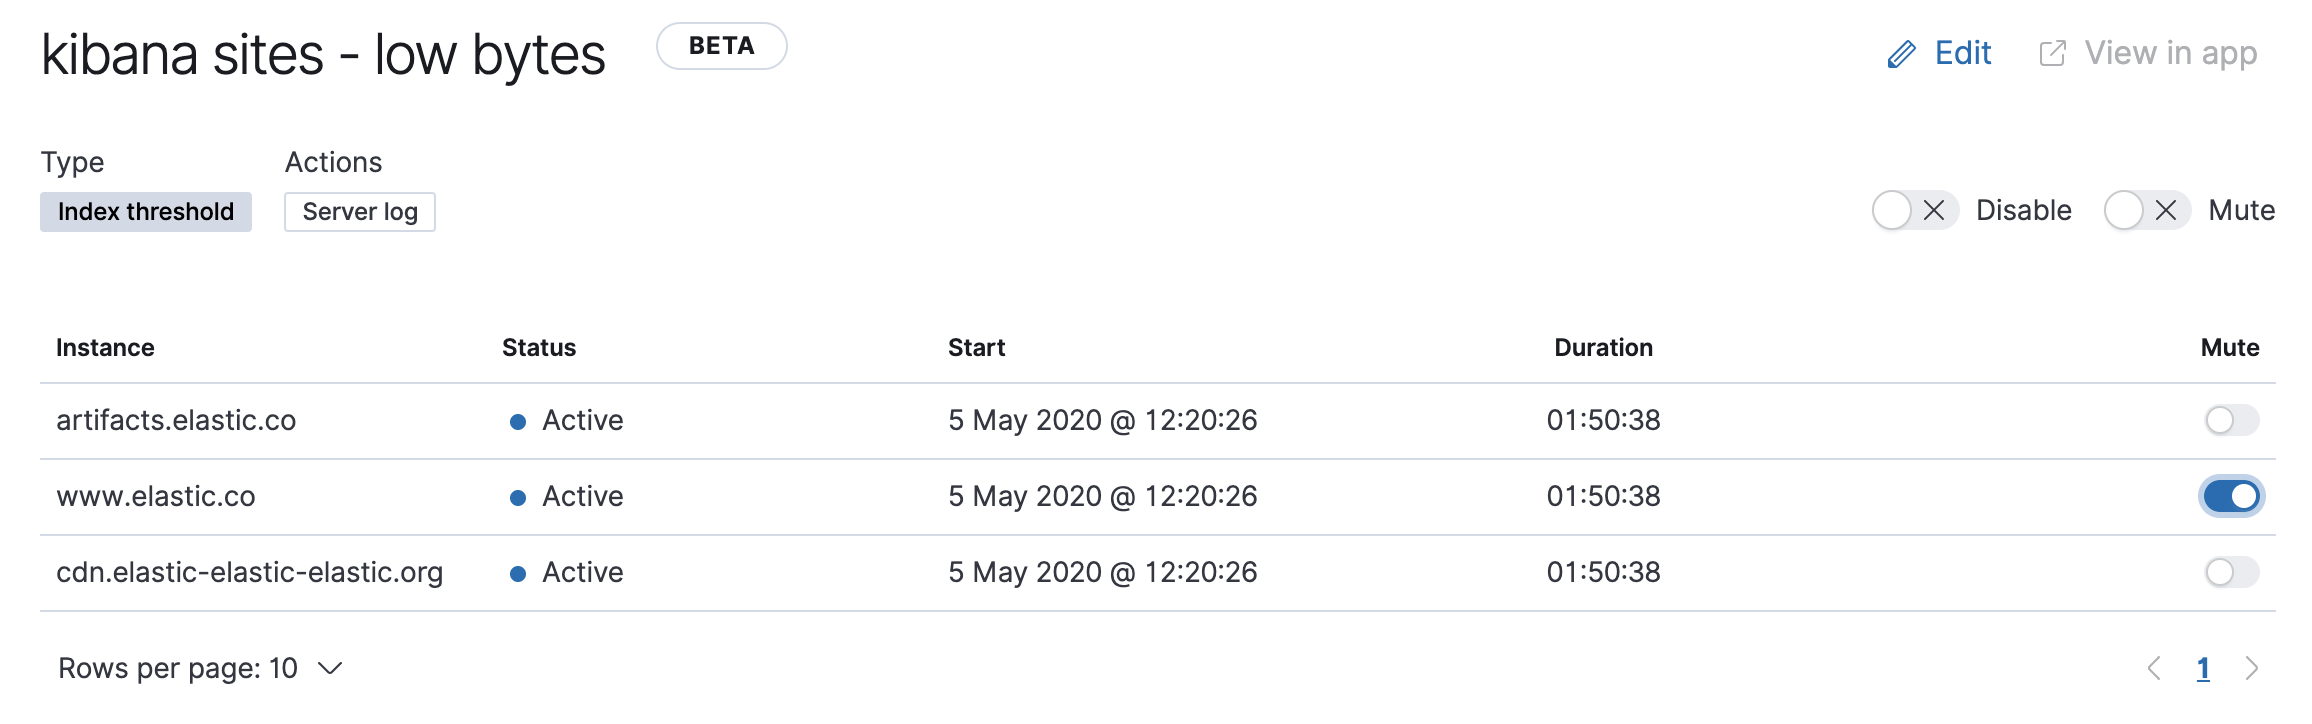 kibana sites - low bytes BETA Edit View in app
Type Actions
Index threshold Server log Disable Mute
Instance Status Start Duration Mute
artifacts.elastic.co Active 5 May 2020 @ 12:20:26 01:50:38
www.elastic.co Active 5 May 2020 @ 12:20:26 01:50:38
cdn.elastic-elastic-elastic.org Active 5 May 2020 @ 12:20:26 01:50:38
Rows per page: 10 1